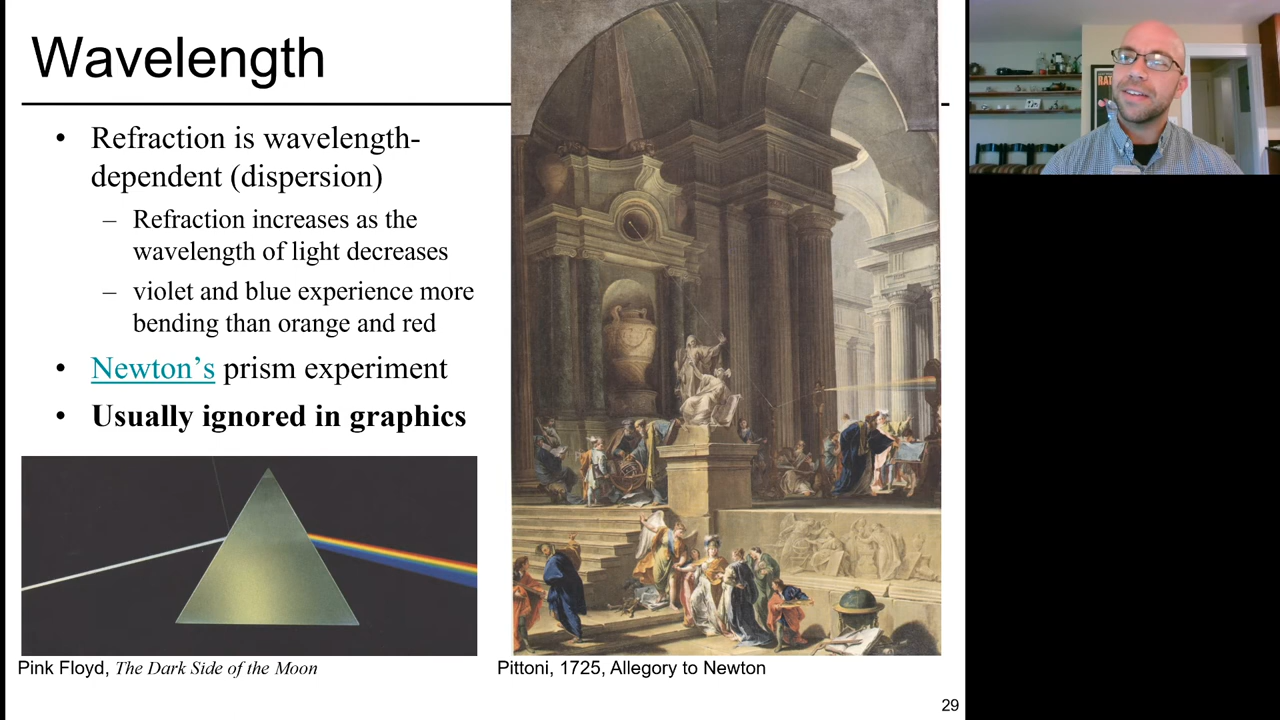 Wavelength
• Refraction is wavelength-
dependent (dispersion)
– Refraction increases as the
wavelength of light decreases
– violet and blue experience more
bending than orange and red
• Newton’s prism experiment
• Usually ignored in graphics
Pink Floyd, The Dark Side of the Moon
Pittoni, 1725, Allegory to Newton
29
RAT